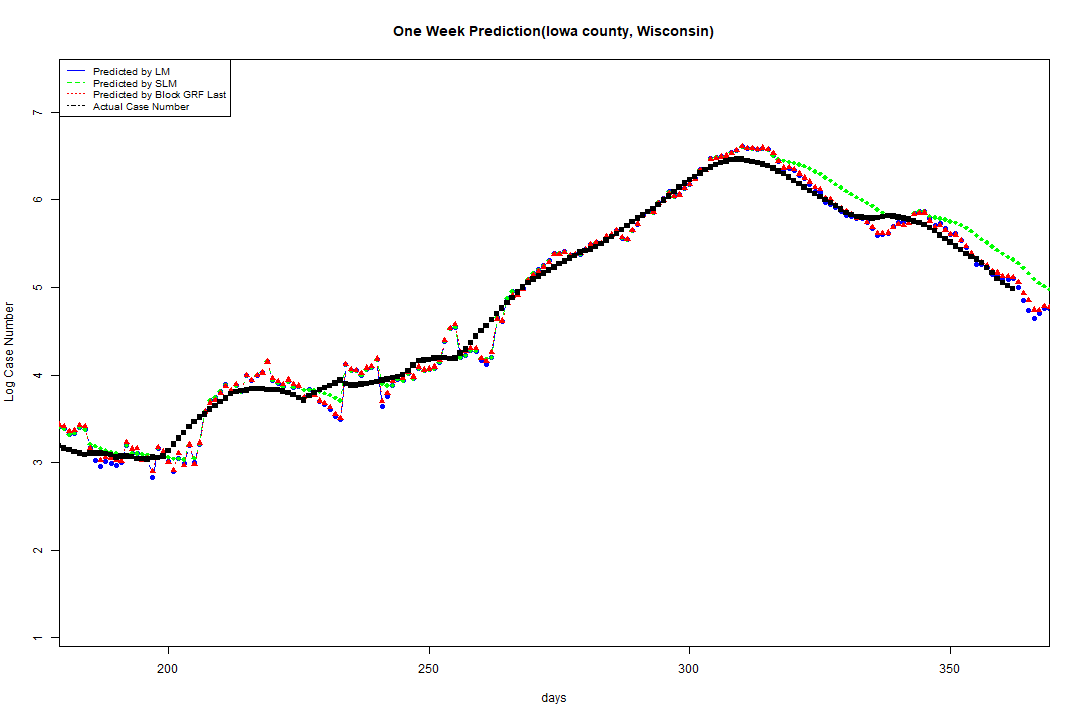 One Week Prediction(Iowa county, Wisconsin)
Predicted by LM
Predicted by SLM
Predicted by Block GRF Last
Actual Case Number
Log Case Number
7
6
5
4
3
2
1
200
250
300
350
days